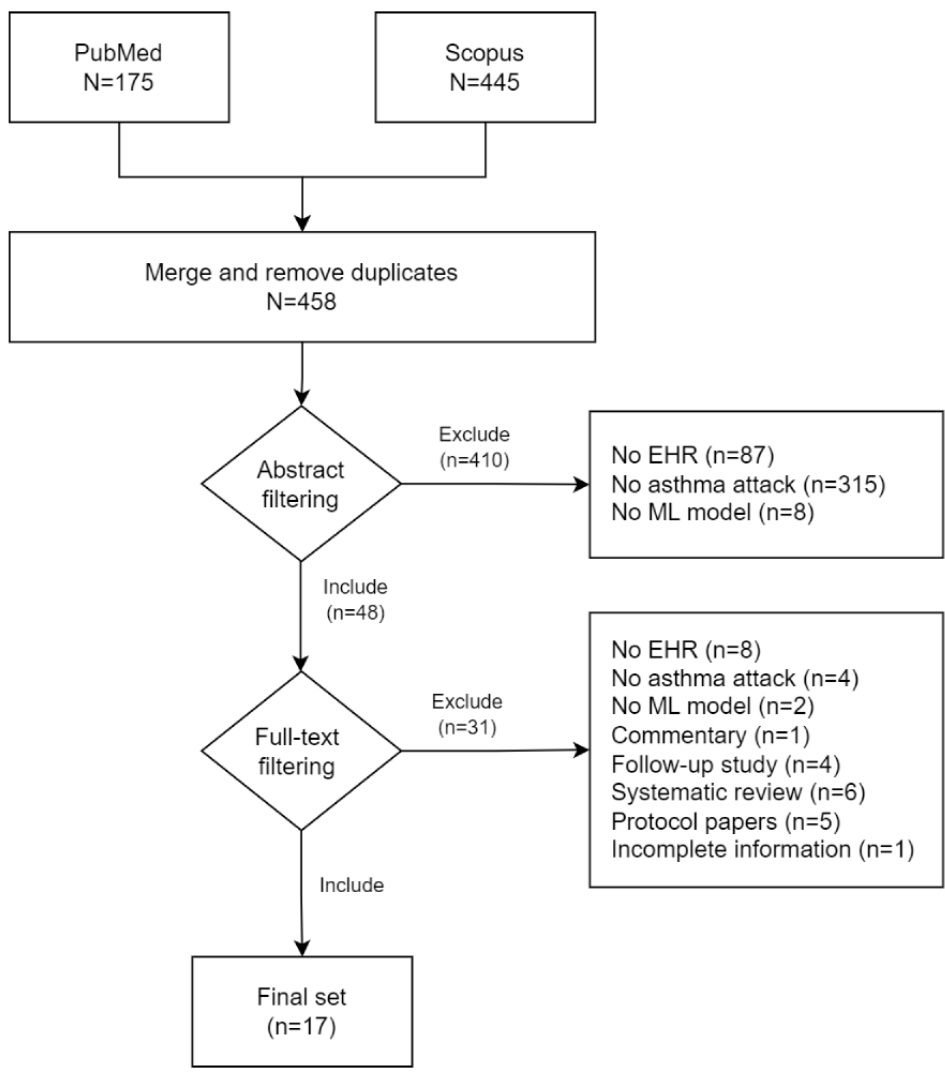 PubMed
N=175
Scopus
N=445
Merge and remove duplicates
N=458
Abstract
filtering
Exclude
(n=410)
No EHR (n=87)
No asthma attack (n=315)
No ML model (n=8)
Include
(n=48)
Full-text
filtering
Exclude
(n=31)
No EHR (n=8)
No asthma attack (n=4)
No ML model (n=2)
Commentary (n=1)
Follow-up study (n=4)
Systematic review (n=6)
Protocol papers (n=5)
Incomplete information (n=1)
Include
Final set
(n=17)